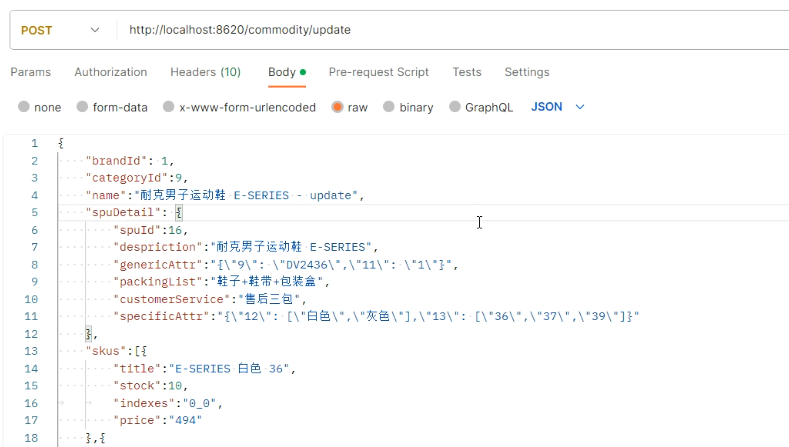 POST http://localhost:8620/commodity/update
Params Authorization Headers (10) Body Pre-request Script Tests Settings
none form-data x-www-form-urlencoded raw binary GraphQL JSON
1 {
2 "brandId": 1,
3 "categoryId":9,
4 "name":"耐克男子运动鞋 E-SERIES - update",
5 "spuDetail": {
6 "spuId":16,
7 "despriction":"耐克男子运动鞋 E-SERIES",
8 "genericAttr":"{\"9\": \"DV2436\",\"11\": \"1\"}",
9 "packingList":"鞋子+鞋带+包装盒",
10 "customerService":"售后三包",
11 "specificAttr":"{\"12\": [\"白色\",\"灰色\"],\"13\": [\"36\",\"37\",\"39\"]}"
12 },
13 "skus":[{
14 "title":"E-SERIES 白色 36",
15 "stock":10,
16 "indexes":"0_0",
17 "price":"494"
18 },{